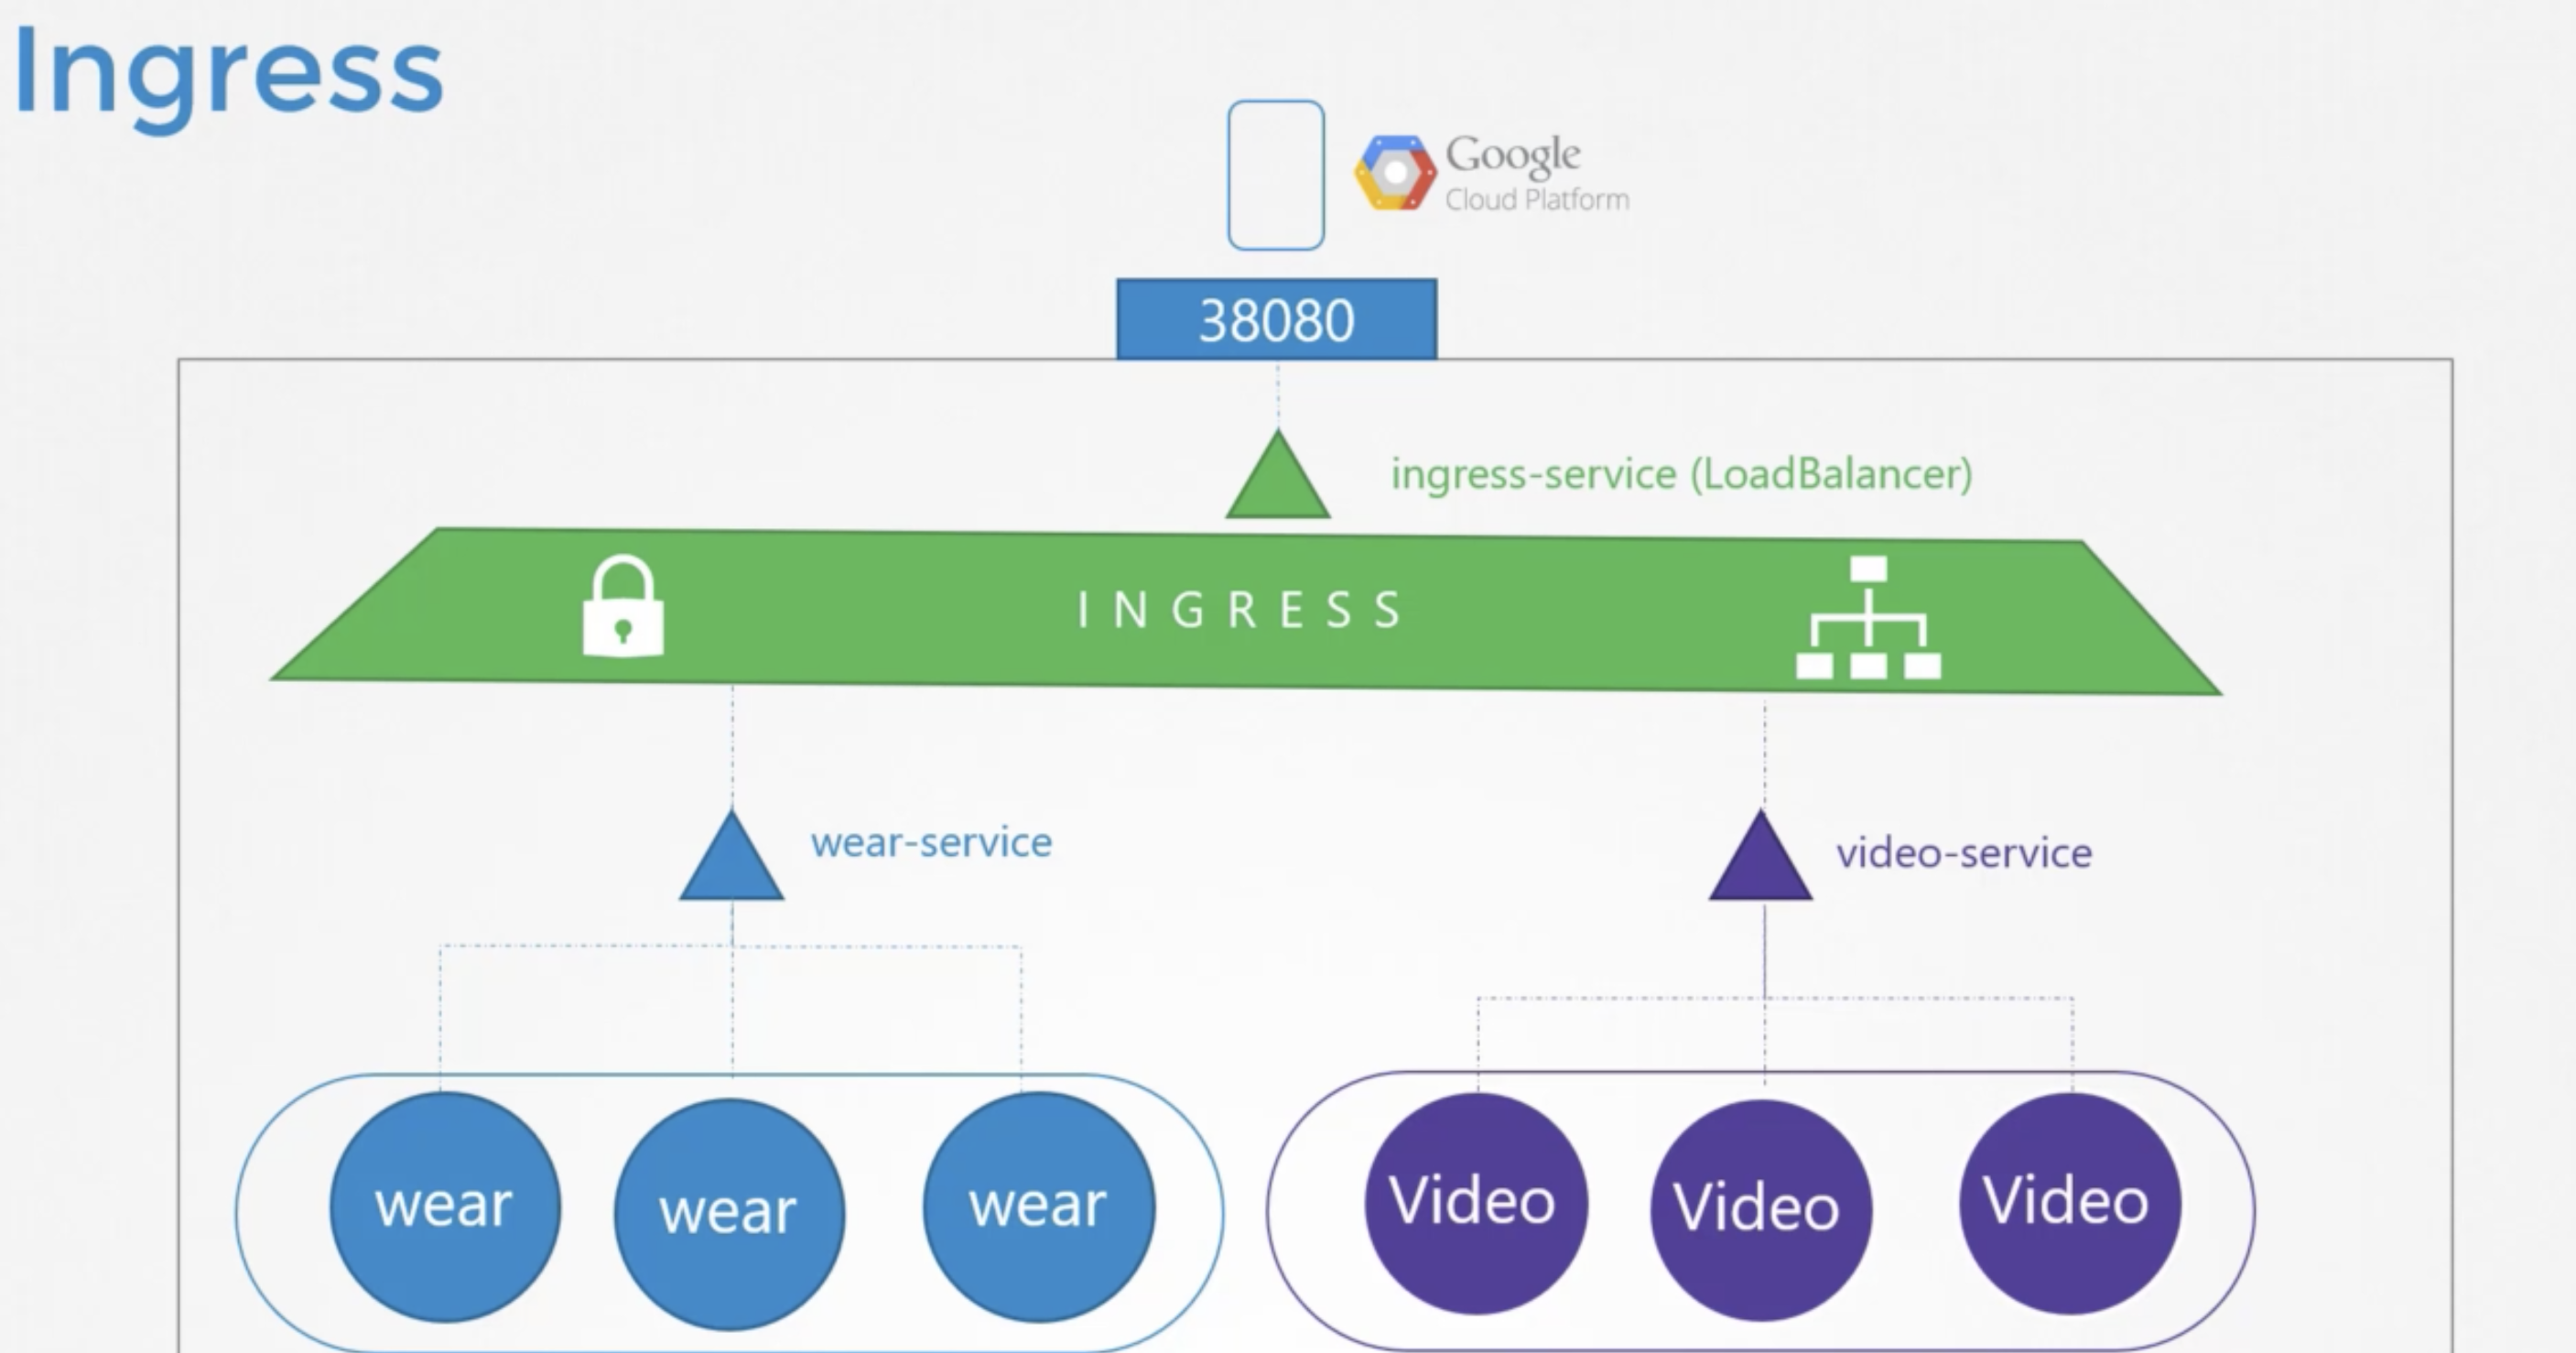 Ingress
Google
Cloud Platform
38080
ingress-service (LoadBalancer)
INGRESS
wear-service
video-service
wear
wear
wear
Video
Video
Video